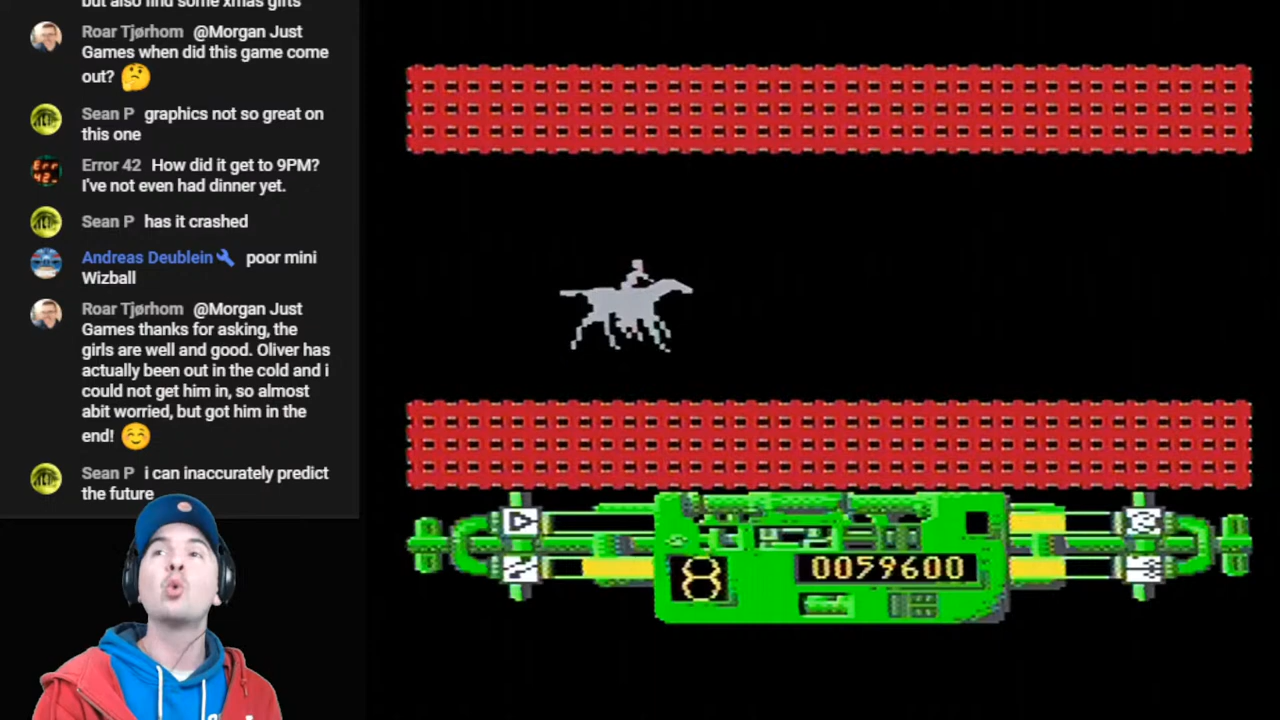 but also find some xmas gifts
Roar Tjørhom @Morgan Just
Games when did this game come
out? 🤔
Sean P graphics not so great on
this one
Error 42 How did it get to 9PM?
I've not even had dinner yet.
Sean P has it crashed
Andreas Deublein poor mini
Wizball
Roar Tjørhom @Morgan Just
Games thanks for asking, the
girls are well and good. Oliver has
actually been out in the cold and i
could not get him in, so almost
abit worried, but got him in the
end! ☺️
Sean P i can inaccurately predict
the future
8
0059600